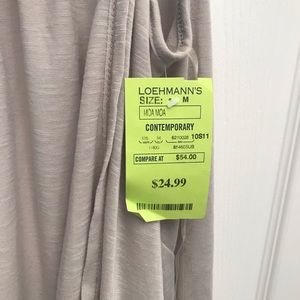 LOEHMANN'S
SIZE: M
MOA MOA
CONTEMPORARY
10S11
COMPARE AT $54.00
$24.99